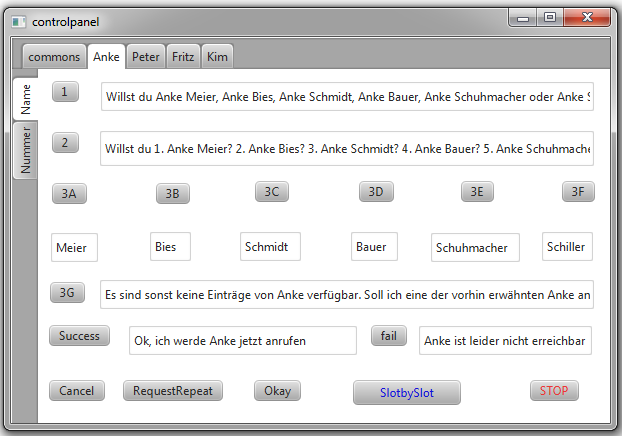 controlpanel
commons Anke Peter Fritz Kim
Name
Nummer
1 Willst du Anke Meier, Anke Bies, Anke Schmidt, Anke Bauer, Anke Schuhmacher oder Anke
2 Willst du 1. Anke Meier? 2. Anke Bies? 3. Anke Schmidt? 4. Anke Bauer? 5. Anke Schuhmache
3A 3B 3C 3D 3E 3F
Meier Bies Schmidt Bauer Schuhmacher Schiller
3G Es sind sonst keine Einträge von Anke verfügbar. Soll ich eine der vorhin erwähnten Anke an
Success Ok, ich werde Anke jetzt anrufen fail Anke ist leider nicht erreichbar
Cancel RequestRepeat Okay SlotbySlot STOP